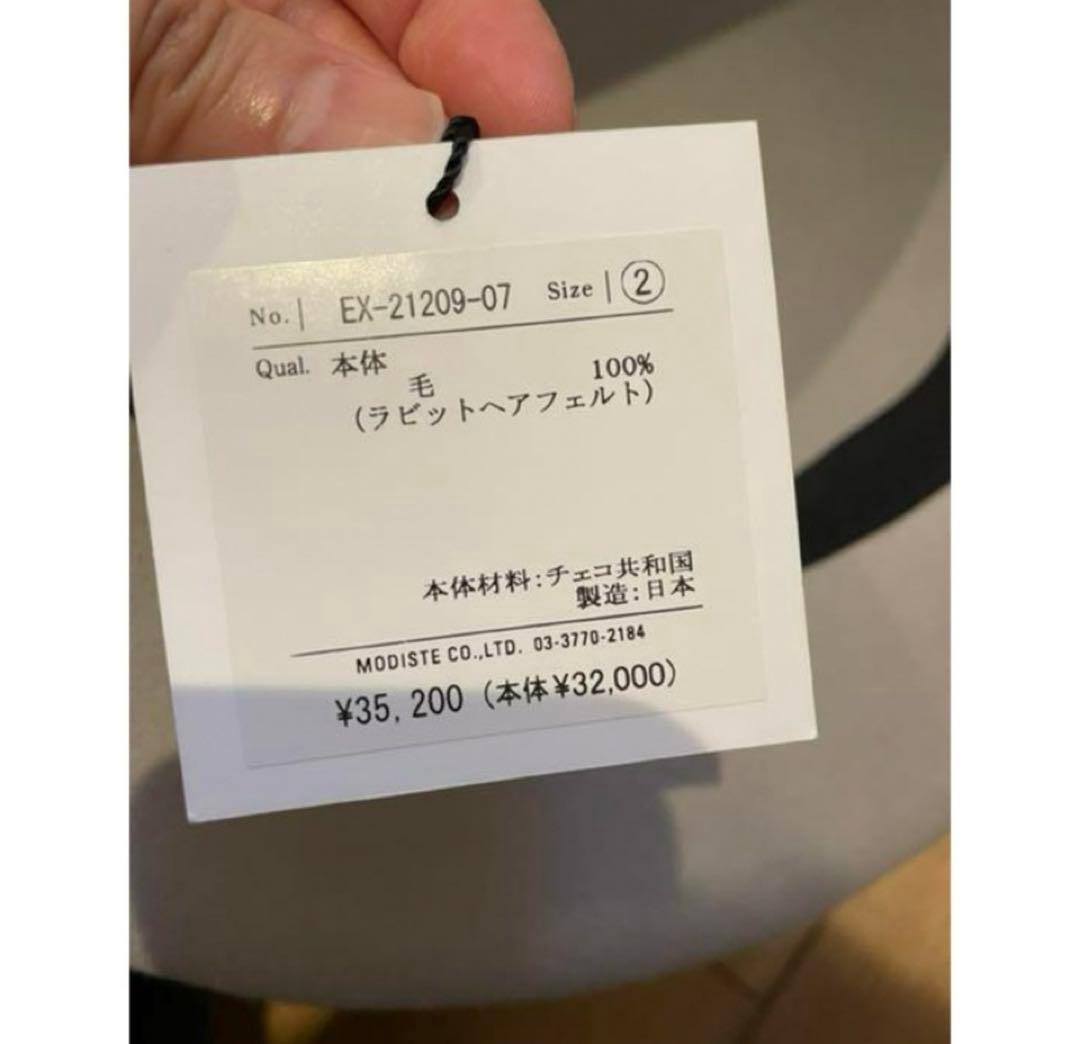 No. | EX-21209-07 Size | ②
Qual. 本体
毛 100%
(ラビットヘアフェルト)
本体材料:チェコ共和国
製造:日本
MODISTE CO.,LTD. 03-3770-2184
¥35,200 (本体¥32,000)